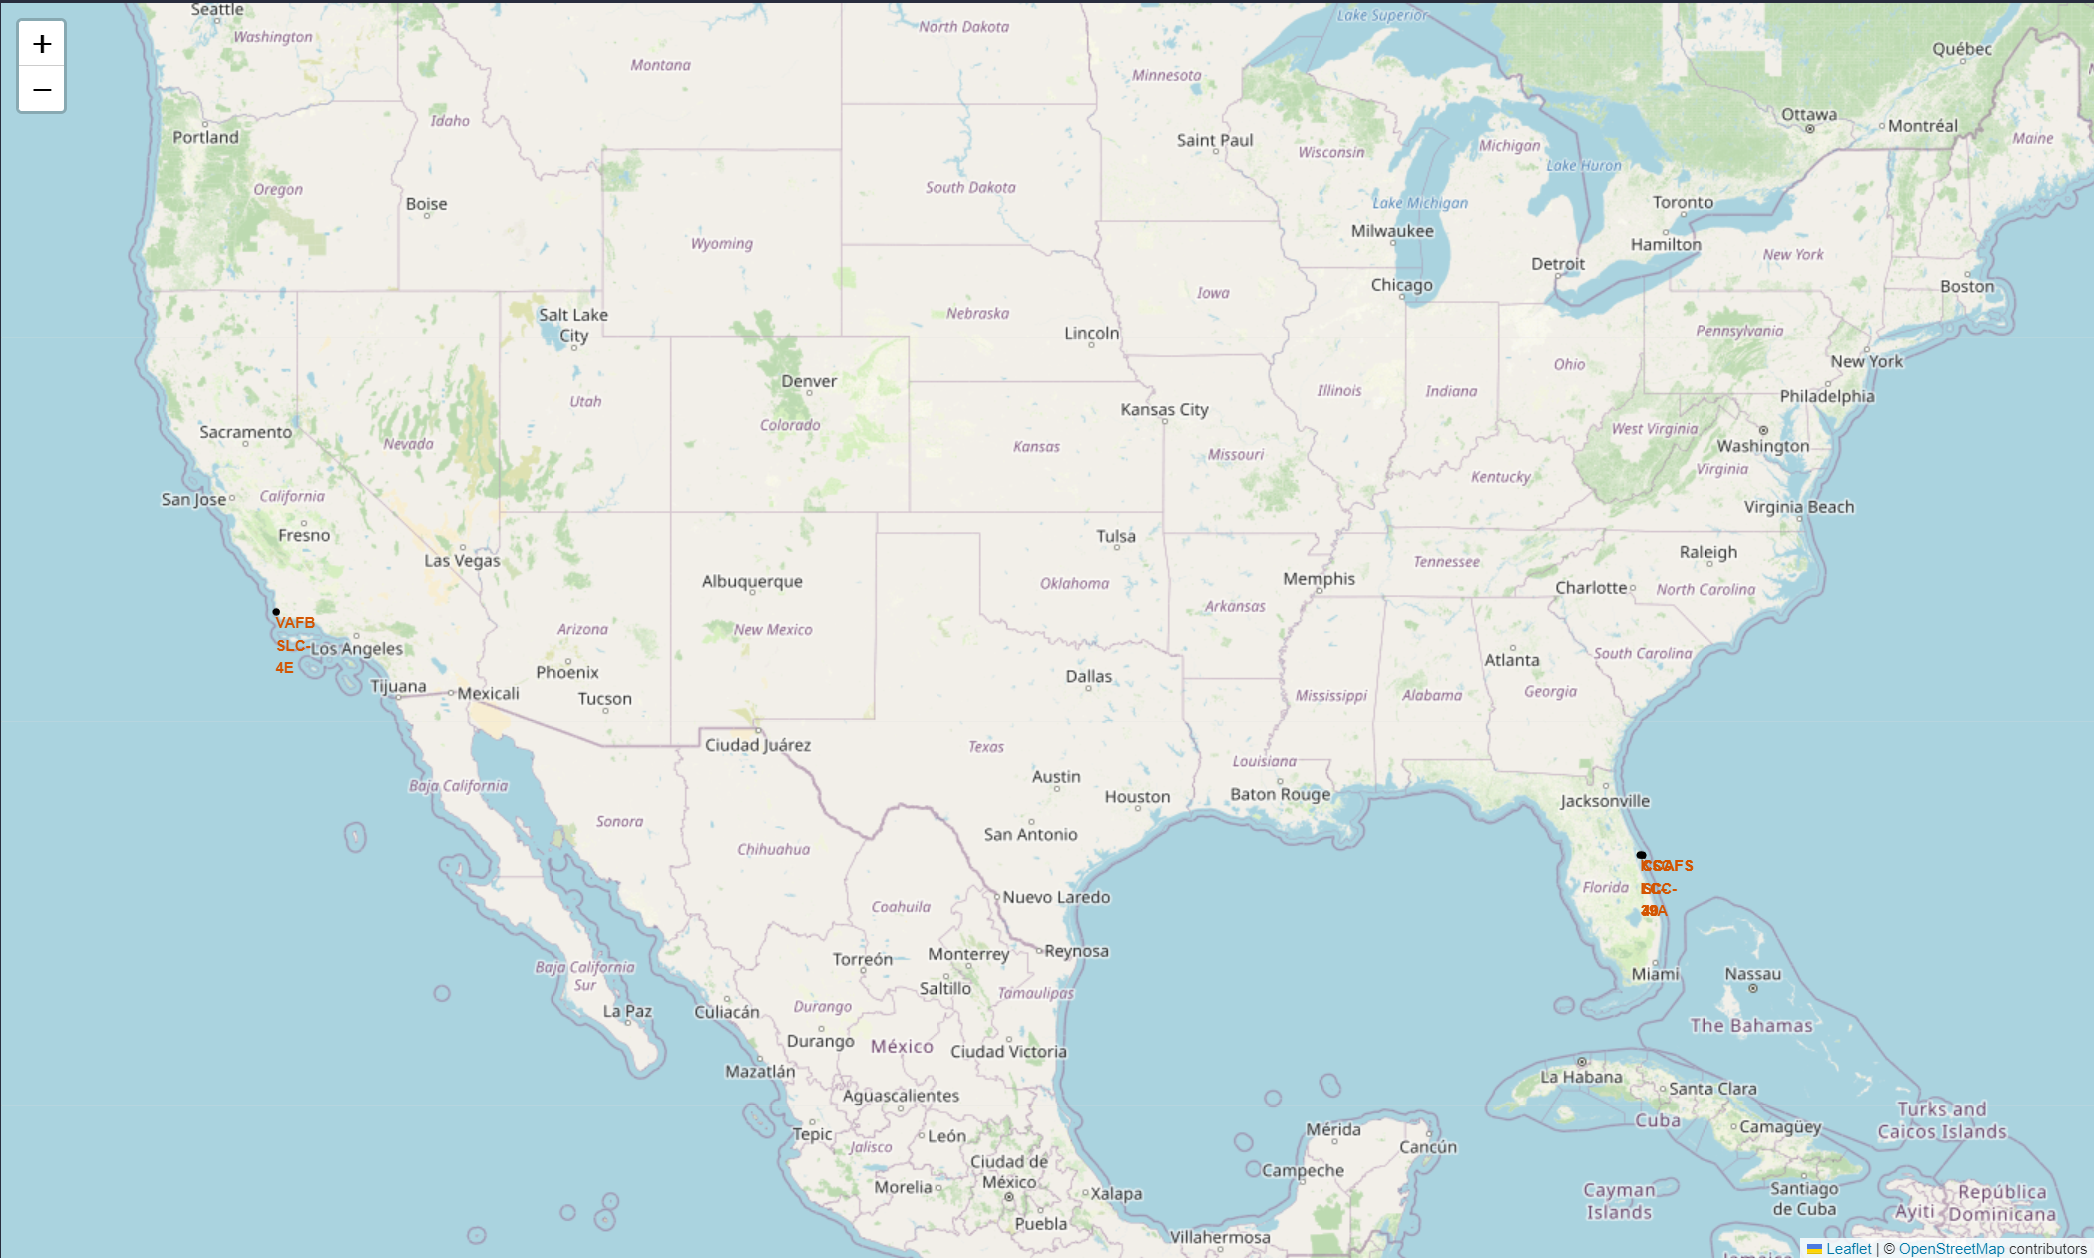 Seattle
Washington
North Dakota
Lake Superior
Québec
+
−
Montana
Minnesota
Ottawa
Montréal
Maine
Portland
Idaho
Saint Paul
Wisconsin
Michigan
Lake Huron
Oregon
Boise
South Dakota
Lake Michigan
Toronto
Milwaukee
Hamilton
Wyoming
New York
Detroit
Chicago
Boston
Iowa
Nebraska
Salt Lake
City
Lincoln
Pennsylvania
New York
Ohio
Denver
Utah
Illinois
Indiana
Philadelphia
Kansas City
Colorado
Sacramento
Nevada
Kansas
Missouri
West Virginia
Washington
Virginia
Kentucky
San Jose
California
Virginia Beach
Fresno
Las Vegas
Tulsa
Raleigh
Tennessee
Albuquerque
Oklahoma
Memphis
Charlotte
North Carolina
Arkansas
VAFB
SLC-
4E
Los Angeles
Arizona
New Mexico
South Carolina
Atlanta
Phoenix
Dallas
Tijuana
Mexicali
Tucson
Mississippi
Alabama
Georgia
Ciudad Juárez
Texas
Louisiana
Austin
Baja California
Houston
Baton Rouge
Jacksonville
Sonora
San Antonio
Chihuahua
Florida
Nuevo Laredo
Coahuila
Reynosa
Monterrey
Torreón
Baja California
Sur
Miami
Nassau
Saltillo
Tamaulipas
La Paz
Culiacán
Durango
The Bahamas
Durango
México
Ciudad Victoria
Mazatlán
La Habana
Santa Clara
Aguascalientes
Turks and
Caicos Islands
Cuba
Camagüey
Tepic
León
Mérida
Jalisco
Cancún
Ciudad de
México
Campeche
Morelia
Xalapa
Cayman
Islands
Santiago
de Cuba
República
Dominicana
Ayiti
Puebla
Villahermosa
Leaflet | © OpenStreetMap contributors